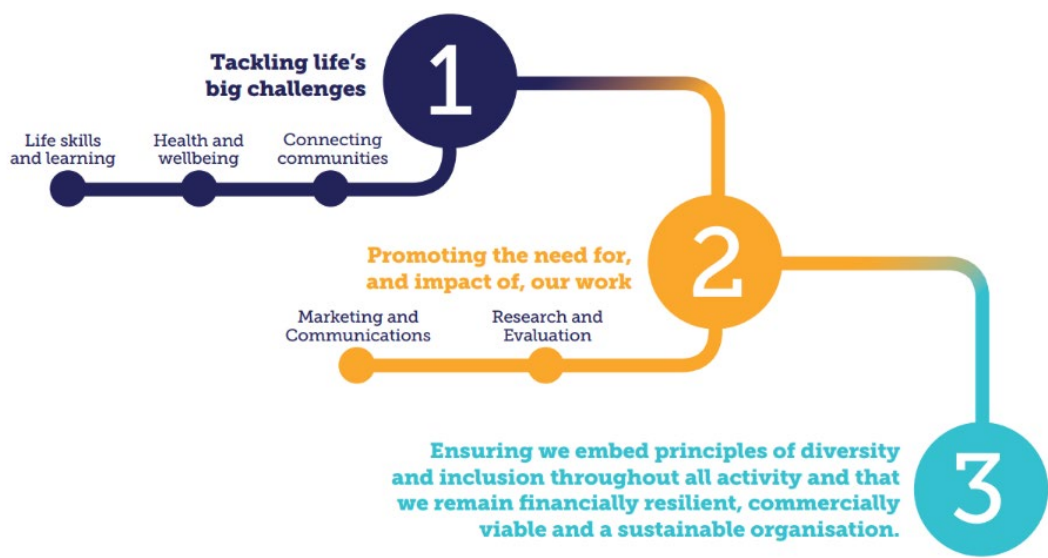 Tackling life's
big challenges
1
Life skills
and learning
Health and
wellbeing
Connecting
communities
Promoting the need for,
and impact of, our work
2
Marketing and
Communications
Research and
Evaluation
Ensuring we embed principles of diversity
and inclusion throughout all activity and that
we remain financially resilient, commercially
viable and a sustainable organisation.
3